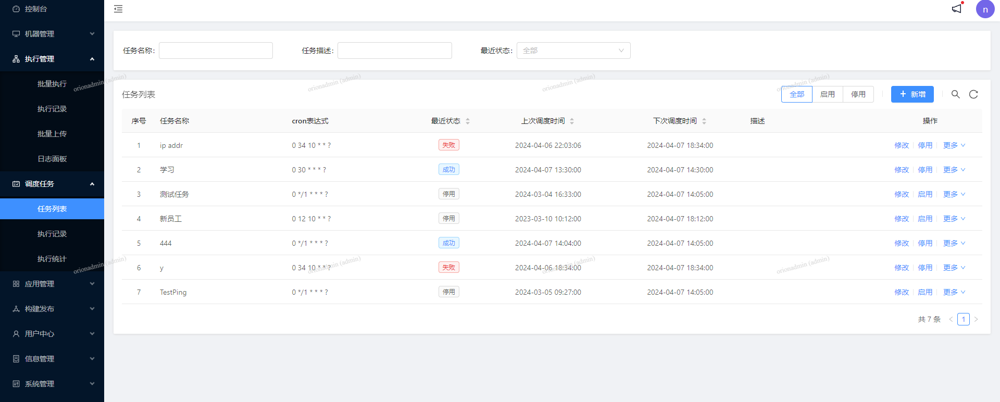 控制台
机器管理
执行管理
批量执行
执行记录
批量上传
日志面板
调度任务
任务列表
执行记录
执行统计
应用管理
构建发布
用户中心
信息管理
系统管理
n
任务名称: 任务描述: 最近状态: 全部
任务列表 全部 启用 停用 + 新增
序号 任务名称 cron表达式 最近状态 上次调度时间 下次调度时间 描述 操作
1 ip addr 0 34 10 * * ? 失败 2024-04-06 22:03:06 2024-04-07 18:34:00 修改 停用 更多
2 学习 0 30 * * * ? 成功 2024-04-07 13:30:00 2024-04-07 14:30:00 修改 停用 更多
3 测试任务 0 */1 * * * ? 停用 2024-03-04 16:33:00 2024-04-07 14:05:00 修改 启用 更多
4 新员工 0 12 10 * * ? 停用 2023-03-10 10:12:00 2024-04-07 18:12:00 修改 启用 更多
5 444 0 */1 * * * ? 成功 2024-04-07 14:04:00 2024-04-07 14:05:00 修改 停用 更多
6 y 0 34 10 * * ? 失败 2024-04-06 18:34:00 2024-04-07 18:34:00 修改 停用 更多
7 TestPing 0 */1 * * * ? 停用 2024-03-05 09:27:00 2024-04-07 14:05:00 修改 启用 更多
共 7 条 < 1 >
orionadmin (admin)
orionadmin (admin)
orionadmin (admin)
orionadmin (admin)
orionadmin (admin)
orionadmin (admin)
orionadmin (admin)
orionadmin (admin)